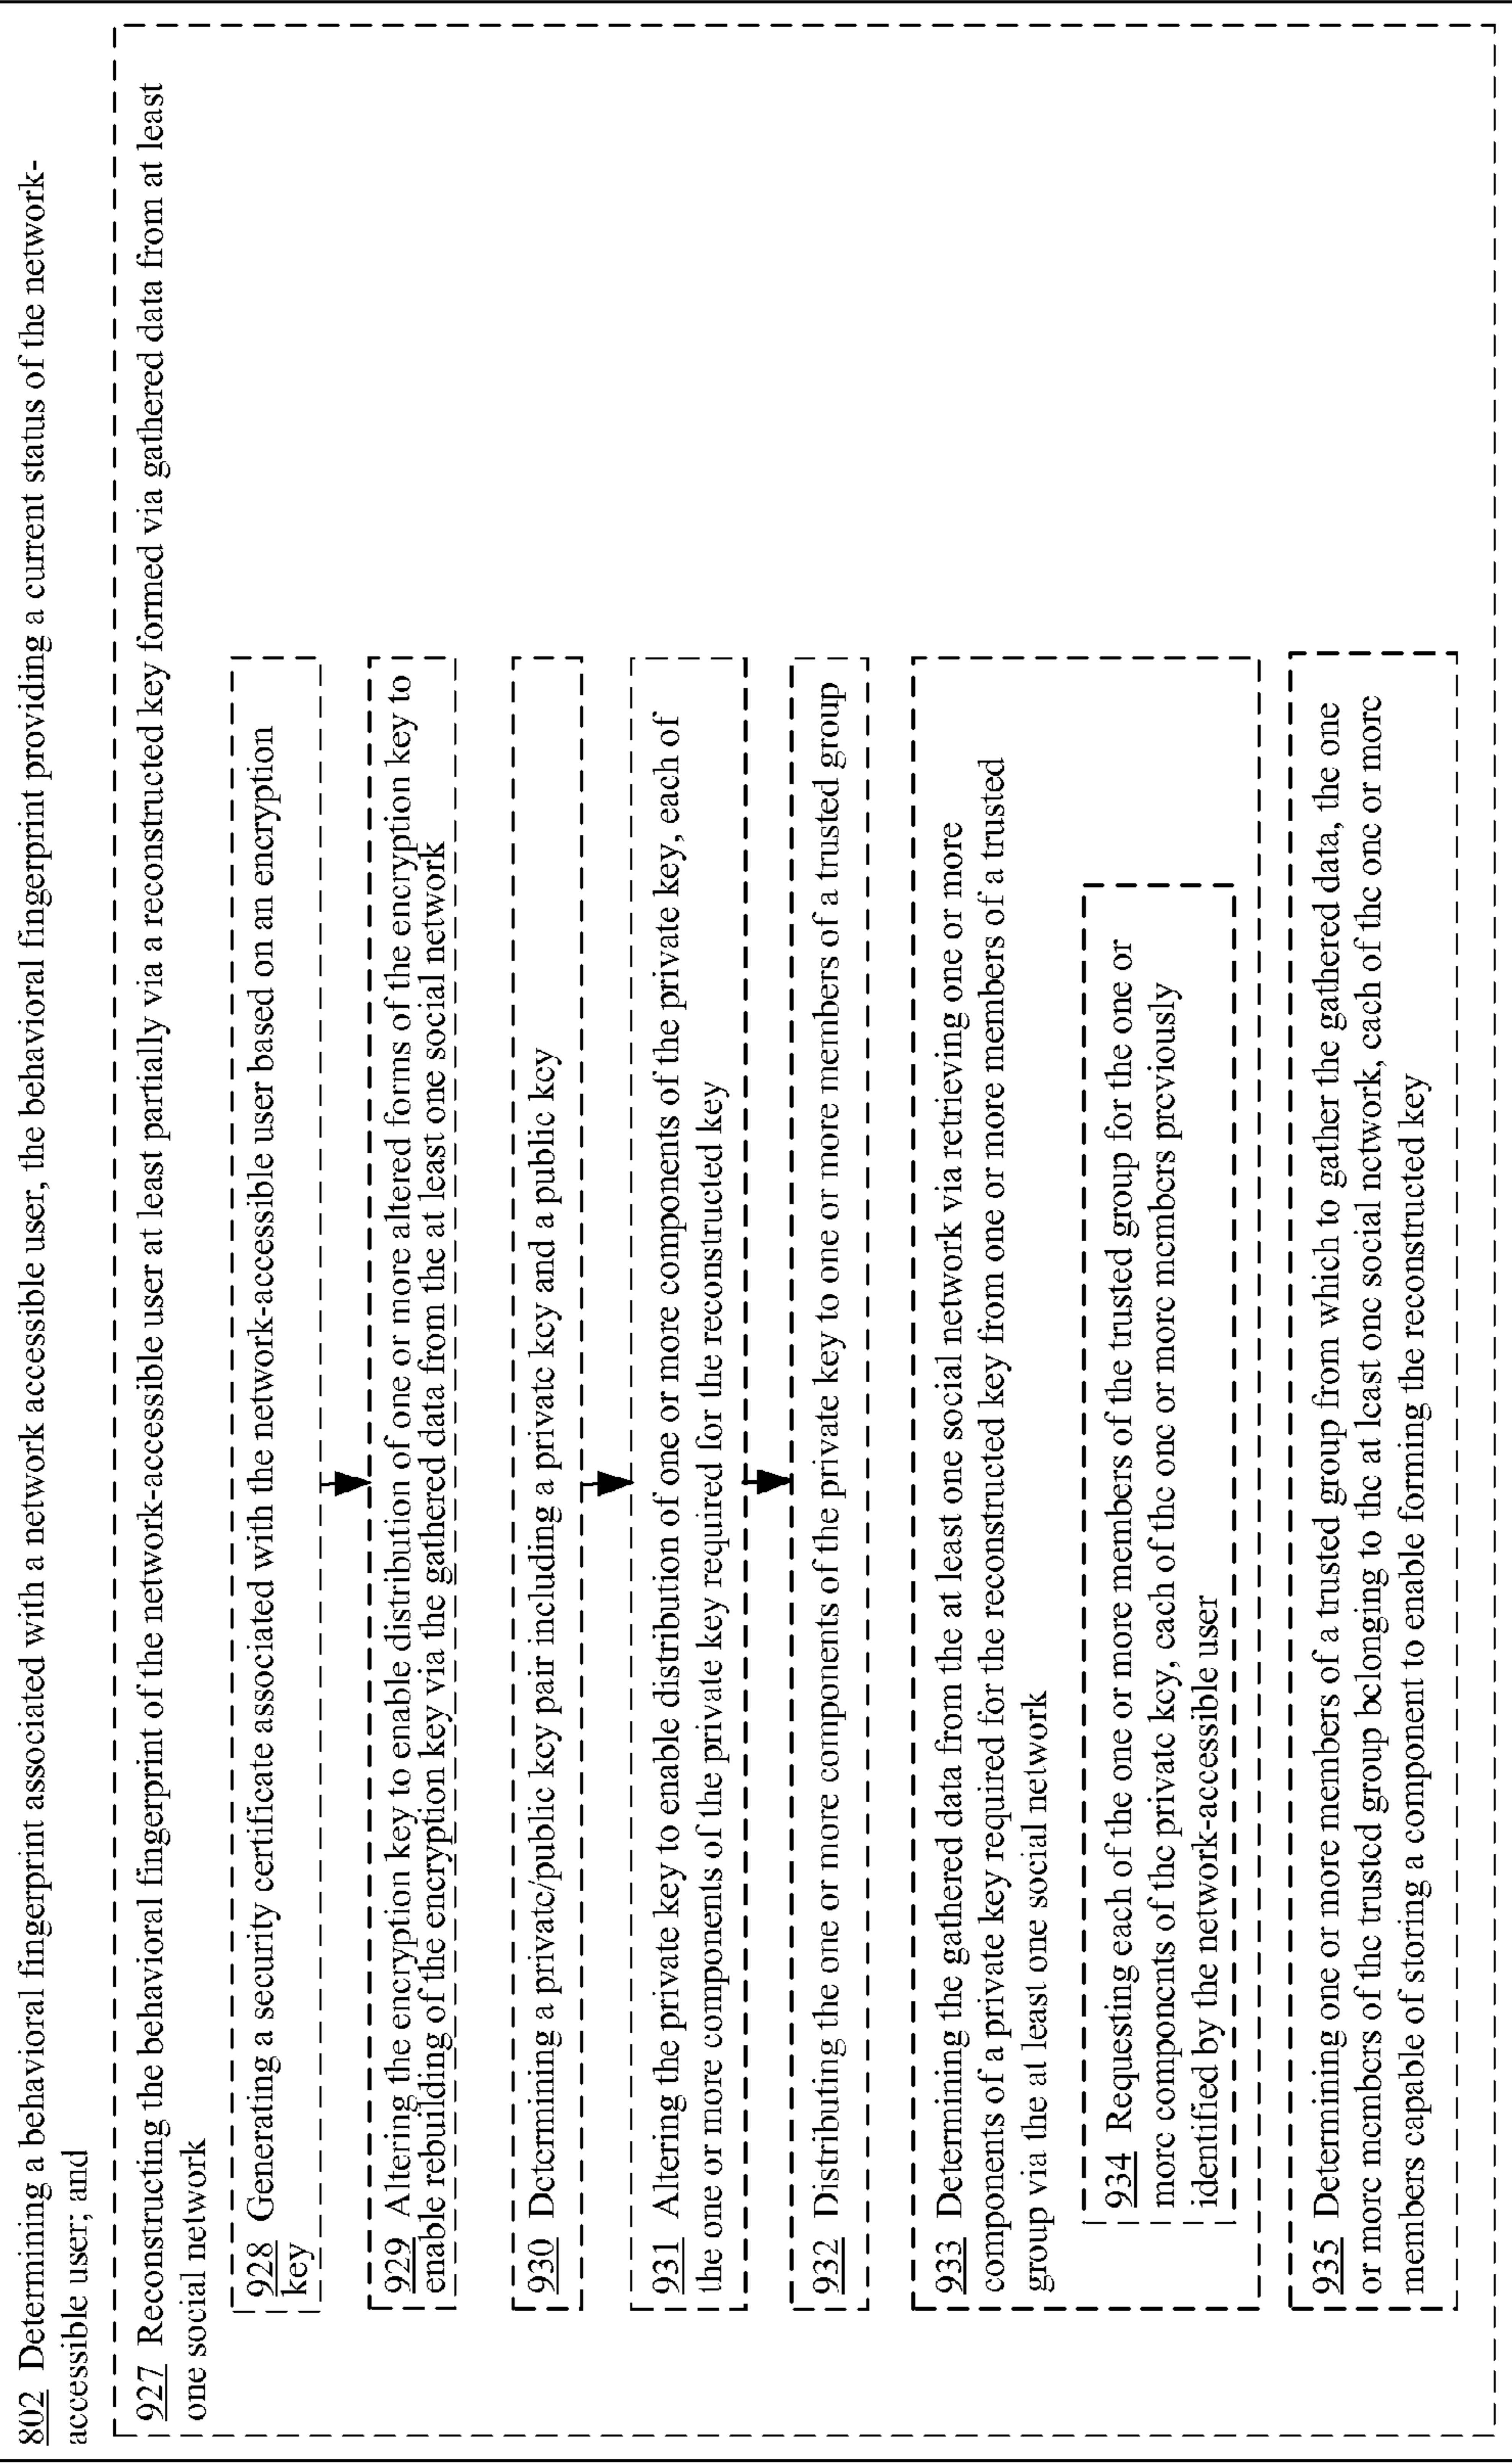 802 Determining a behavioral fingerprint associated with a network accessible user, the behavioral fingerprint providing a current status of the network-
accessible user; and
927 Reconstructing the behavioral fingerprint of the network-accessible user at least partially via a reconstructed key formed via gathered data from at least
one social network
928 Generating a security certificate associated with the network-accessible user based on an encryption
key
929 Altering the encryption key to enable distribution of one or more altered forms of the encryption key to
enable rebuilding of the encryption key via the gathered data from the at least one social network
930 Determining a private/public key pair including a private key and a public key
931 Altering the private key to enable distribution of one or more components of the private key, each of
the one or more components of the private key required for the reconstructed key
932 Distributing the one or more components of the private key to one or more members of a trusted group
933 Determining the gathered data from the at least one social network via retrieving one or more
components of a private key required for the reconstructed key from one or more members of a trusted
group via the at least one social network
934 Requesting each of the one or more members of the trusted group for the one or
more components of the private key, each of the one or more members previously
identified by the network-accessible user
935 Determining one or more members of a trusted group from which to gather the gathered data, the one
or more members of the trusted group belonging to the at least one social network, each of the one or more
members capable of storing a component to enable forming the reconstructed key